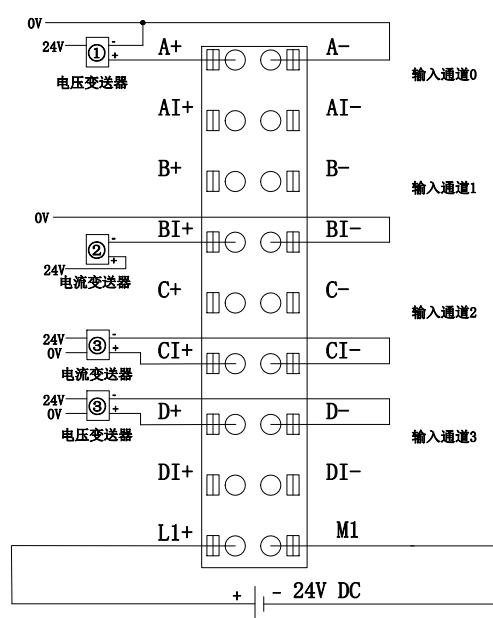 0V
24V
①
-
+
A+
A-
输入通道0
电压变送器
AI+
AI-
B+
B-
输入通道1
0V
BI+
BI-
②
-
+
24V
电流变送器
C+
C-
输入通道2
24V
0V
③
-
+
CI+
CI-
电流变送器
24V
0V
③
-
+
D+
D-
电压变送器
输入通道3
DI+
DI-
L1+
M1
+
- 24V DC